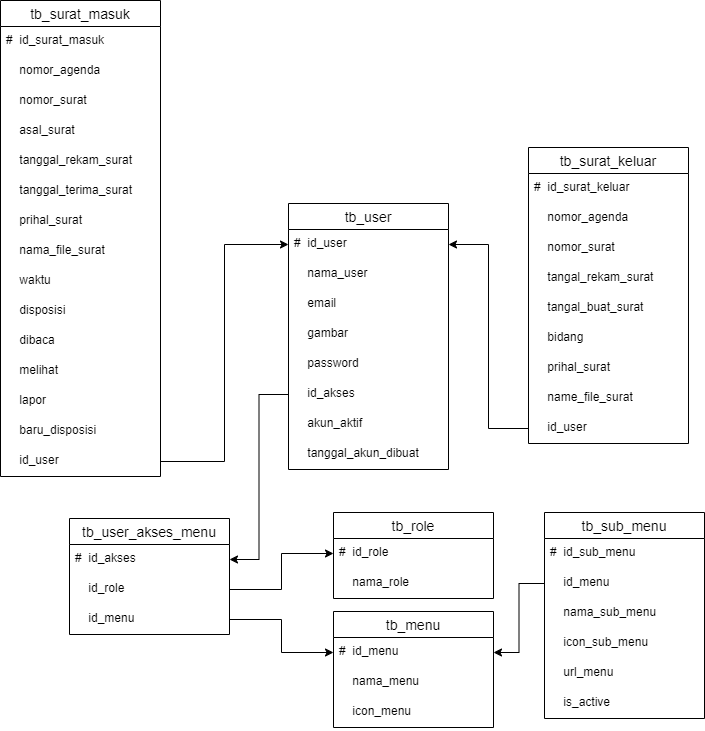 tb_surat_masuk
# id_surat_masuk
nomor_agenda
nomor_surat
asal_surat
tanggal_rekam_surat
tanggal_terima_surat
prihal_surat
nama_file_surat
waktu
disposisi
dibaca
melihat
lapor
baru_disposisi
id_user
tb_user
# id_user
nama_user
email
gambar
password
id_akses
akun_aktif
tanggal_akun_dibuat
tb_surat_keluar
# id_surat_keluar
nomor_agenda
nomor_surat
tangal_rekam_surat
tangal_buat_surat
bidang
prihal_surat
name_file_surat
id_user
tb_user_akses_menu
# id_akses
id_role
id_menu
tb_role
# id_role
nama_role
tb_menu
# id_menu
nama_menu
icon_menu
tb_sub_menu
# id_sub_menu
id_menu
nama_sub_menu
icon_sub_menu
url_menu
is_active